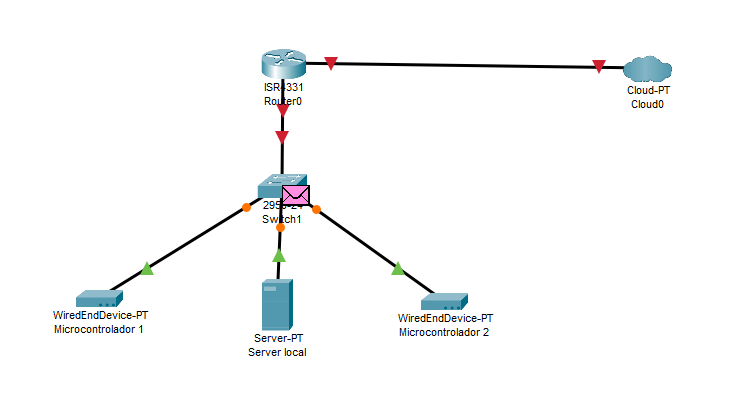 ISR4331
Router0
Cloud-PT
Cloud0
Switch1
WiredEndDevice-PT
Microcontrolador 1
Server-PT
Server local
WiredEndDevice-PT
Microcontrolador 2